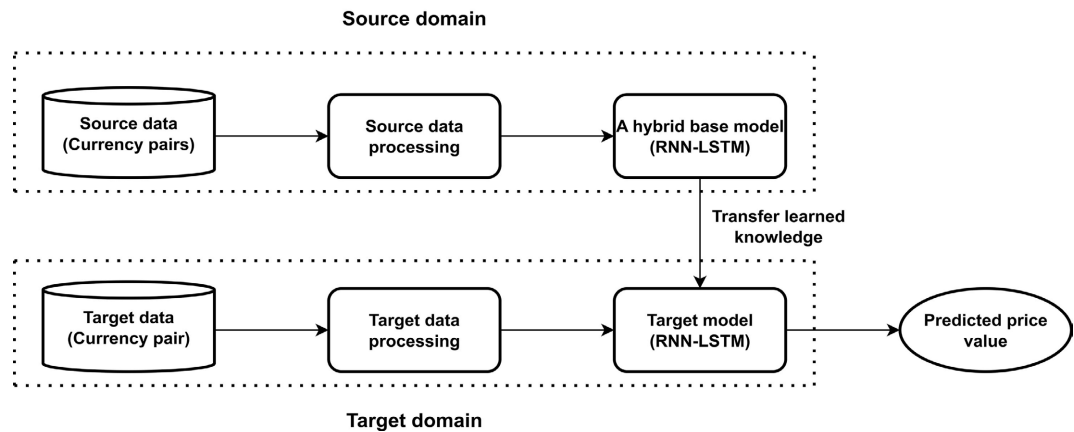 Source domain
Source data
(Currency pairs)
Source data
processing
A hybrid base model
(RNN-LSTM)
Transfer learned
knowledge
Target data
(Currency pair)
Target data
processing
Target model
(RNN-LSTM)
Predicted price
value
Target domain